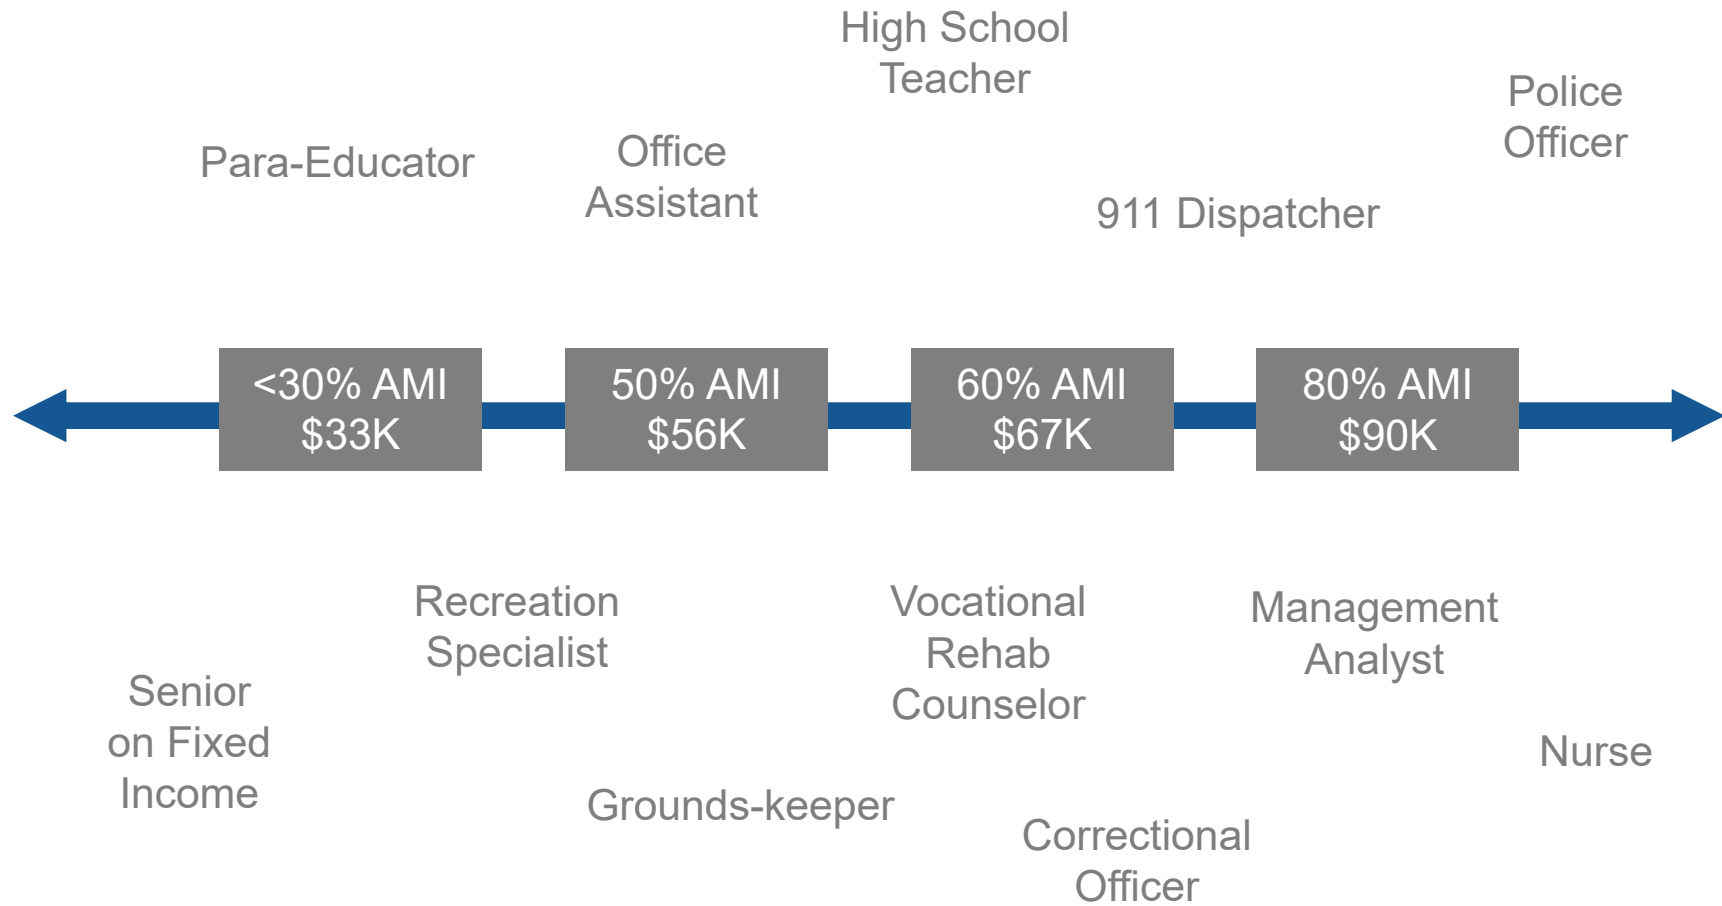 High School
Teacher
Police
Officer
Para-Educator
Office
Assistant
911 Dispatcher
<30% AMI
$33K
50% AMI
$56K
60% AMI
$67K
80% AMI
$90K
Recreation
Specialist
Vocational
Rehab
Counselor
Management
Analyst
Senior
on Fixed
Income
Nurse
Grounds-keeper
Correctional
Officer